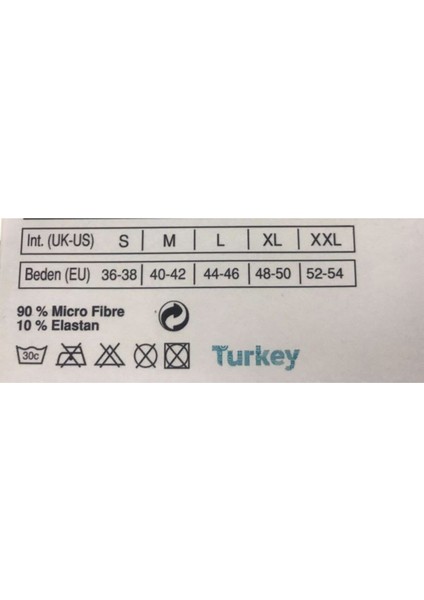 Int. (UK-US) S M L XL XXL
Beden (EU) 36-38 40-42 44-46 48-50 52-54
90 % Micro Fibre
10 % Elastan
30c Turkey